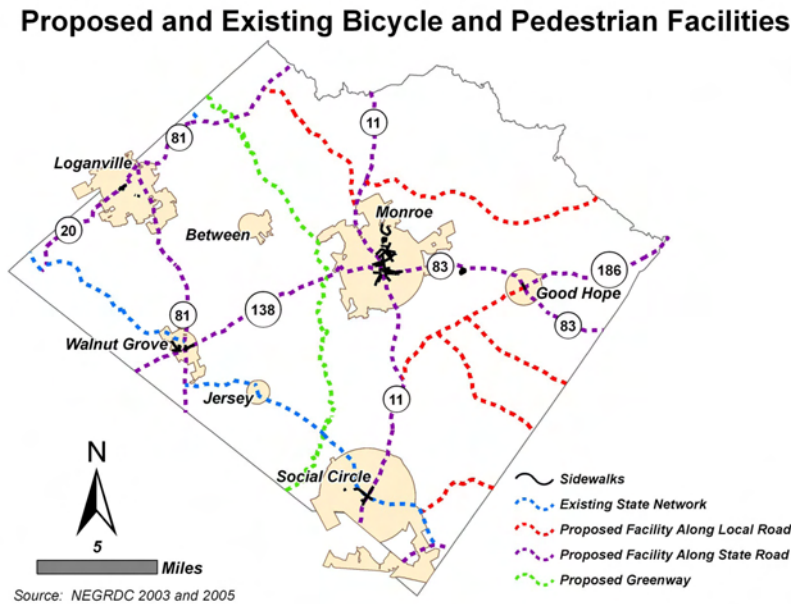 Proposed and Existing Bicycle and Pedestrian Facilities
11
81
Loganville
Monroe
20
Between
83
186
Good Hope
138
81
83
Walnut Grove
Jersey
11
N
Social Circle
Sidewalks
Existing State Network
Proposed Facility Along Local Road
5
Proposed Facility Along State Road
Miles
Proposed Greenway
Source: NEGRDC 2003 and 2005